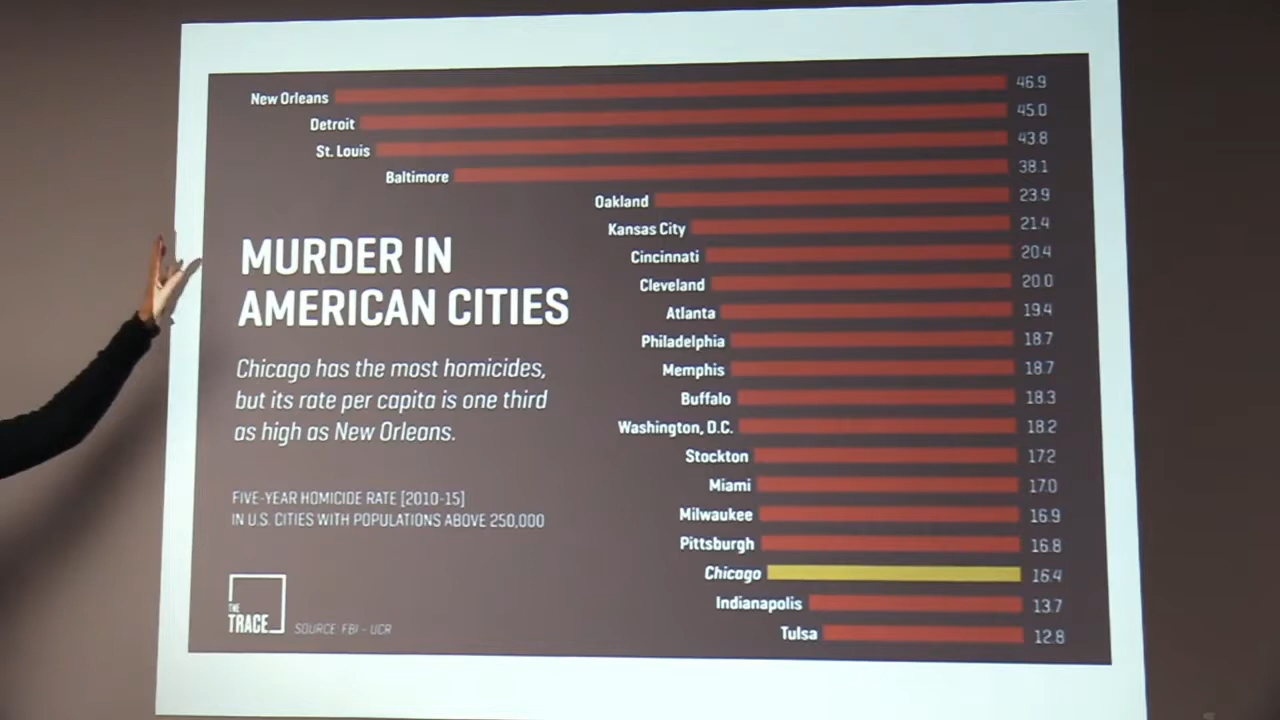 New Orleans 46.9
Detroit 45.0
St. Louis 43.8
Baltimore 38.1
Oakland 23.9
Kansas City 21.4
Cincinnati 20.4
Cleveland 20.0
Atlanta 19.4
Philadelphia 18.7
Memphis 18.7
Buffalo 18.3
Washington, D.C. 18.2
Stockton 17.2
Miami 17.0
Milwaukee 16.9
Pittsburgh 16.8
Chicago 16.4
Indianapolis 13.7
Tulsa 12.8
MURDER IN
AMERICAN CITIES
Chicago has the most homicides,
but its rate per capita is one third
as high as New Orleans.
FIVE-YEAR HOMICIDE RATE [2010-15]
IN U.S. CITIES WITH POPULATIONS ABOVE 250,000
THE
TRACE
SOURCE: FBI - UCR